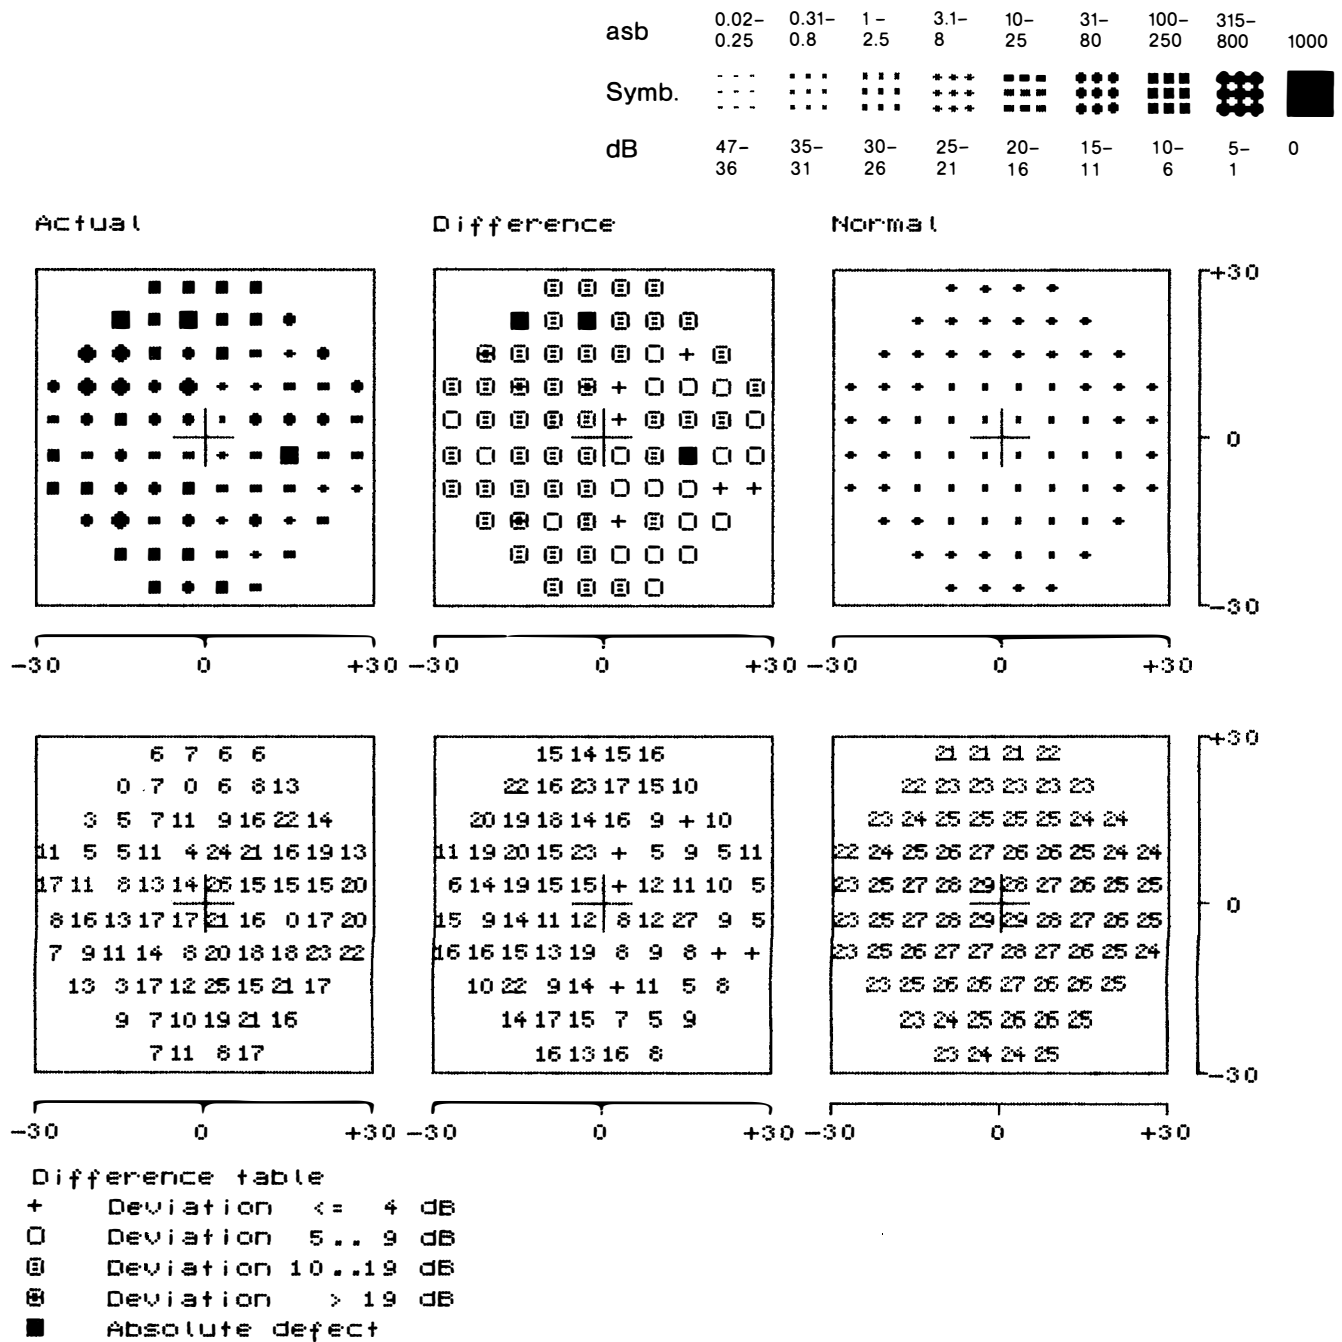 asb 0.02– 0.31– 1 – 3.1– 10– 31– 100– 315–
0.25 0.8 2.5 8 25 80 250 800 1000
Symb.
dB 47– 35– 30– 25– 20– 15– 10– 5– 0
36 31 26 21 16 11 6 1
Actual Difference Normal
+30
0
−30
−30 0 +30 −30 0 +30 −30 0 +30
6 7 6 6 15 14 15 16 21 21 21 22 +30
0 7 0 6 8 13 22 16 23 17 15 10 22 23 23 23 23 23
3 5 7 11 9 16 22 14 20 19 18 14 16 9 + 10 23 24 25 25 25 25 24 24
11 5 5 11 4 24 21 16 19 13 11 19 20 15 23 + 5 9 5 11 22 24 25 26 27 26 26 25 24 24
17 11 8 13 14 26 15 15 15 20 6 14 19 15 15 + 12 11 10 5 23 25 27 28 29 28 27 26 25 25
0
8 16 13 17 17 21 16 0 17 20 15 9 14 11 12 8 12 27 9 5 23 25 27 28 29 29 28 27 26 25
7 9 11 14 8 20 18 18 23 22 16 16 15 13 19 8 9 8 + + 23 25 26 27 27 28 27 26 25 24
13 3 17 12 25 15 21 17 10 22 9 14 + 11 5 8 23 25 26 26 27 26 26 25
9 7 10 19 21 16 14 17 15 7 5 9 23 24 25 26 26 25
7 11 8 17 16 13 16 8 23 24 24 25
−30
−30 0 +30 −30 0 +30 −30 0 +30
Difference table
+ Deviation <= 4 dB
Deviation 5.. 9 dB
Deviation 10..19 dB
Deviation > 19 dB
Absolute defect